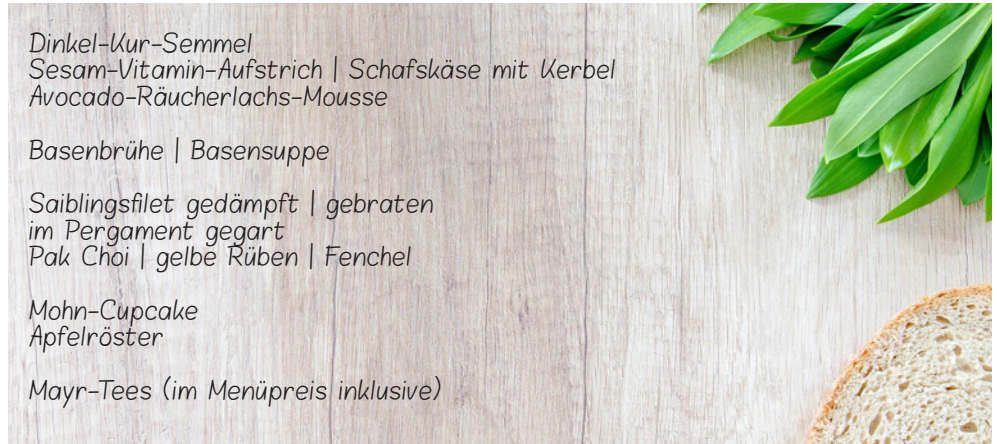 Dinkel-Kur-Semmel
Sesam-Vitamin-Aufstrich | Schafskäse mit Kerbel
Avocado-Räucherlachs-Mousse
Basenbrühe | Basensuppe
Saiblingsfilet gedämpft | gebraten
im Pergament gegart
Pak Choi | gelbe Rüben | Fenchel
Mohn-Cupcake
Apfelröster
Mayr-Tees (im Menüpreis inklusive)